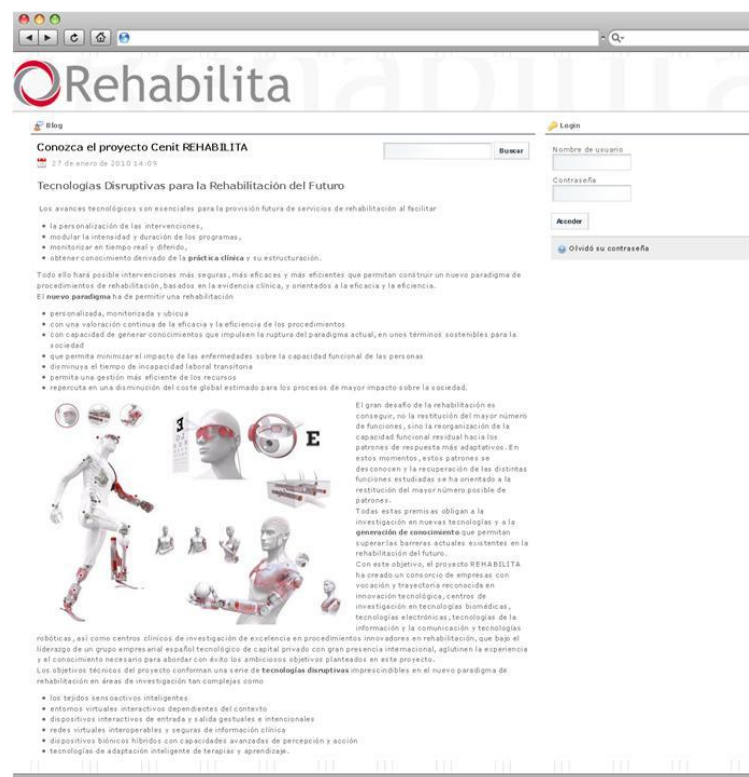 Rehabilita
Blog
Conozca el proyecto Cenit REHABILITA
Buscar
27 de enero de 2010 14:09
Tecnologías Disruptivas para la Rehabilitación del Futuro
Los avances tecnológicos son esenciales para la provisión futura de servicios de rehabilitación al facilitar
la personalización de las intervenciones,
modular la intensidad y duración de los programas,
monitorizar en tiempo real y diferido,
obtener conocimiento derivado de la práctica clínica y su estructuración.
Todo ello hará posible intervenciones más seguras, más eficaces y más eficientes que permitan construir un nuevo paradigma de
procedimientos de rehabilitación, basados en la evidencia clínica, y orientados a la eficacia y la eficiencia.
El nuevo paradigma ha de permitir una rehabilitación
personalizada, monitorizada y ubicua
con una valoración continua de la eficacia y la eficiencia de los procedimientos
con capacidad de generar conocimientos que impulsen la ruptura del paradigma actual, en unos términos sostenibles para la
sociedad
que permita minimizar el impacto de las enfermedades sobre la capacidad funcional de las personas
disminuya el tiempo de incapacidad laboral transitoria
permita una gestión más eficiente de los recursos
repercuta en una disminución del coste global estimado para los procesos de mayor impacto sobre la sociedad.
E
El gran desafío de la rehabilitación es
conseguir, no la restitución del mayor número
de funciones, sino la reorganización de la
capacidad funcional residual hacia los
patrones de respuesta más adaptativos. En
estos momentos, estos patrones se
desconocen y la recuperación de las distintas
funciones estudiadas se ha orientado a la
restitución del mayor número posible de
patrones.
Todas estas premisas obligan a la
investigación en nuevas tecnologías y a la
generación de conocimiento que permitan
superar las barreras actuales existentes en la
rehabilitación del futuro.
Con este objetivo, el proyecto REHABILITA
ha creado un consorcio de empresas con
vocación y trayectoria reconocida en
innovación tecnológica, centros de
investigación en tecnologías biomédicas,
tecnologías electrónicas, tecnologías de la
información y la comunicación y tecnologías
robóticas, así como centros clínicos de investigación de excelencia en procedimientos innovadores en rehabilitación, que bajo el
liderazgo de un grupo empresarial español tecnológico de capital privado con gran presencia internacional, aglutinen la experiencia
y el conocimiento necesario para abordar con éxito los ambiciosos objetivos planteados en este proyecto.
Los objetivos técnicos del proyecto conforman una serie de tecnologías disruptivas imprescindibles en el nuevo paradigma de
rehabilitación en áreas de investigación tan complejas como
los tejidos sensoactivos inteligentes
entornos virtuales interactivos dependientes del contexto
dispositivos interactivos de entrada y salida gestuales e intencionales
redes virtuales interoperables y seguras de información clínica
dispositivos biónicos híbridos con capacidades avanzadas de percepción y acción
tecnologías de adaptación inteligente de terapias y aprendizaje.
Login
Nombre de usuario
Contraseña
Acceder
Olvidó su contraseña